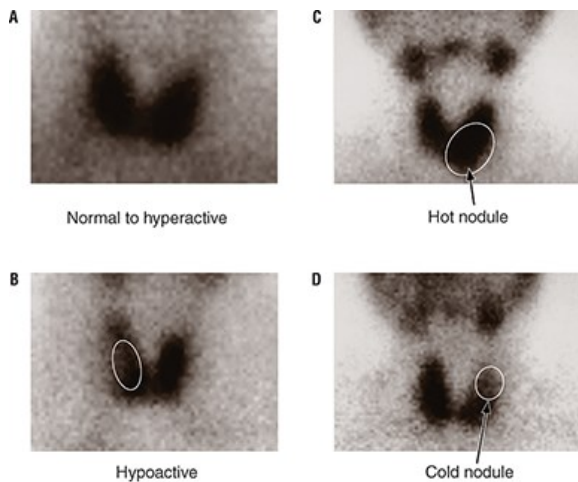 A
Normal to hyperactive
C
Hot nodule
B
Hypoactive
D
Cold nodule